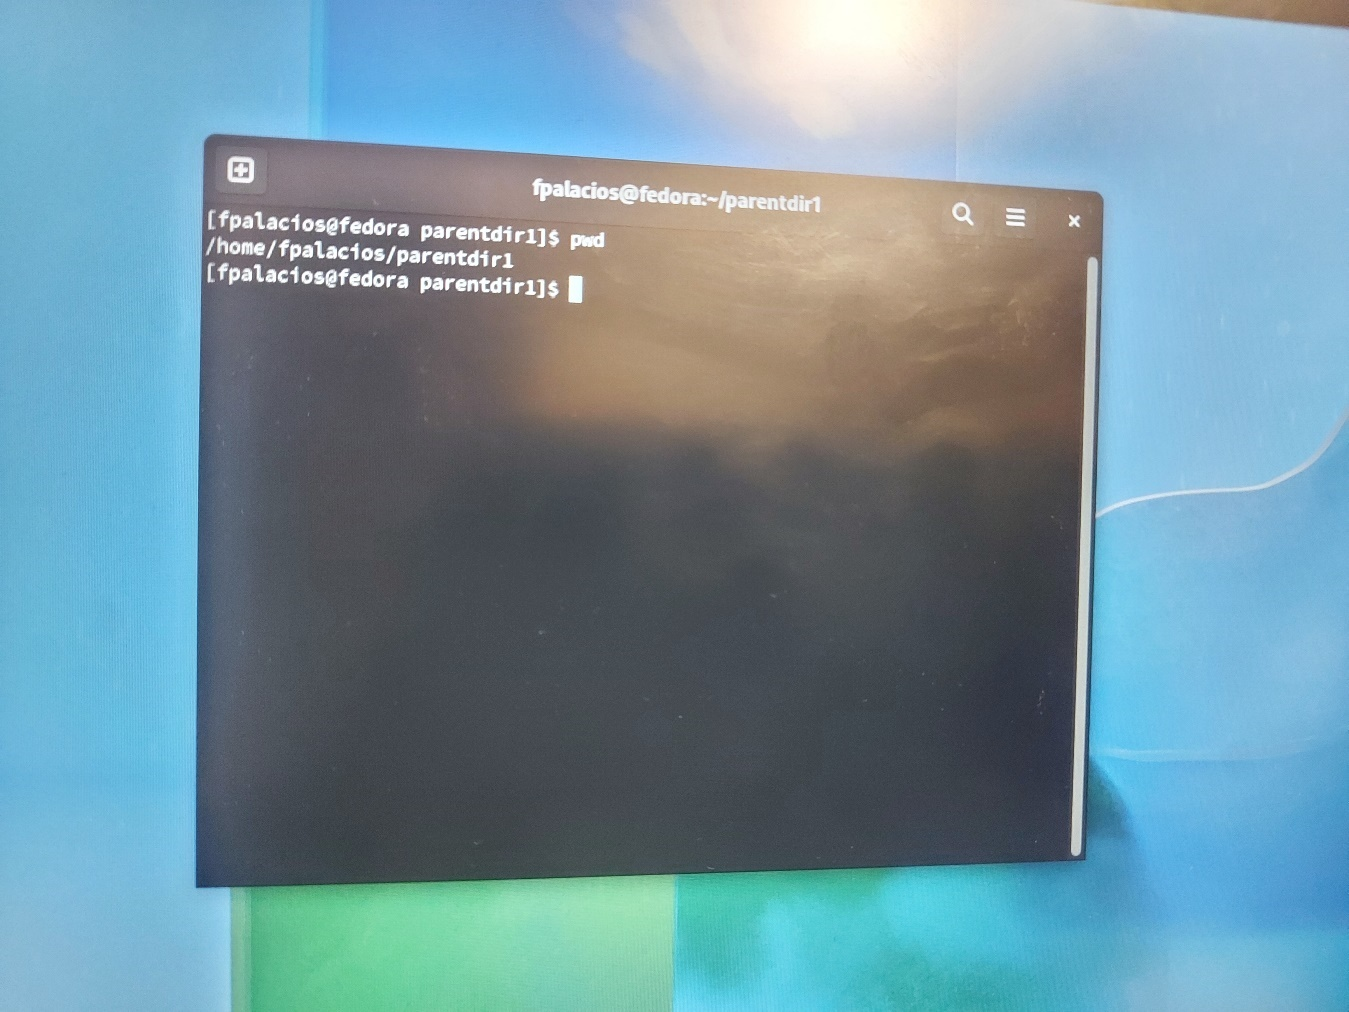 fpalacios@fedora:~/parentdir1
[fpalacios@fedora parentdir1]$ pwd
/home/fpalacios/parentdir1
[fpalacios@fedora parentdir1]$